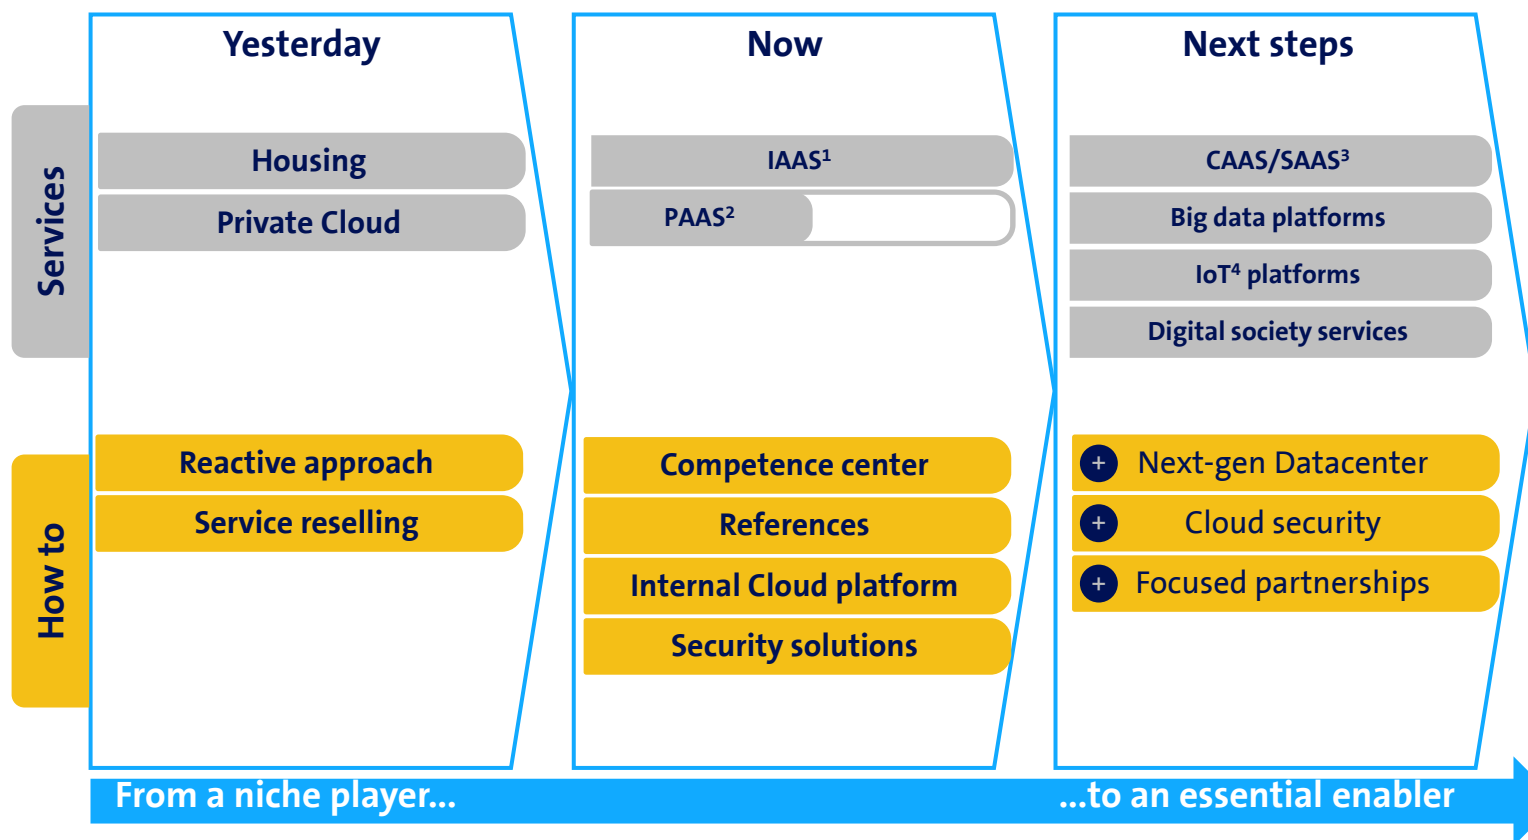 Yesterday
Now
Next steps
Services
Housing
Private Cloud
IAAS¹
PAAS²
CAAS/SAAS³
Big data platforms
IoT⁴ platforms
Digital society services
How to
Reactive approach
Service reselling
Competence center
References
Internal Cloud platform
Security solutions
+ Next-gen Datacenter
+ Cloud security
+ Focused partnerships
From a niche player...
...to an essential enabler